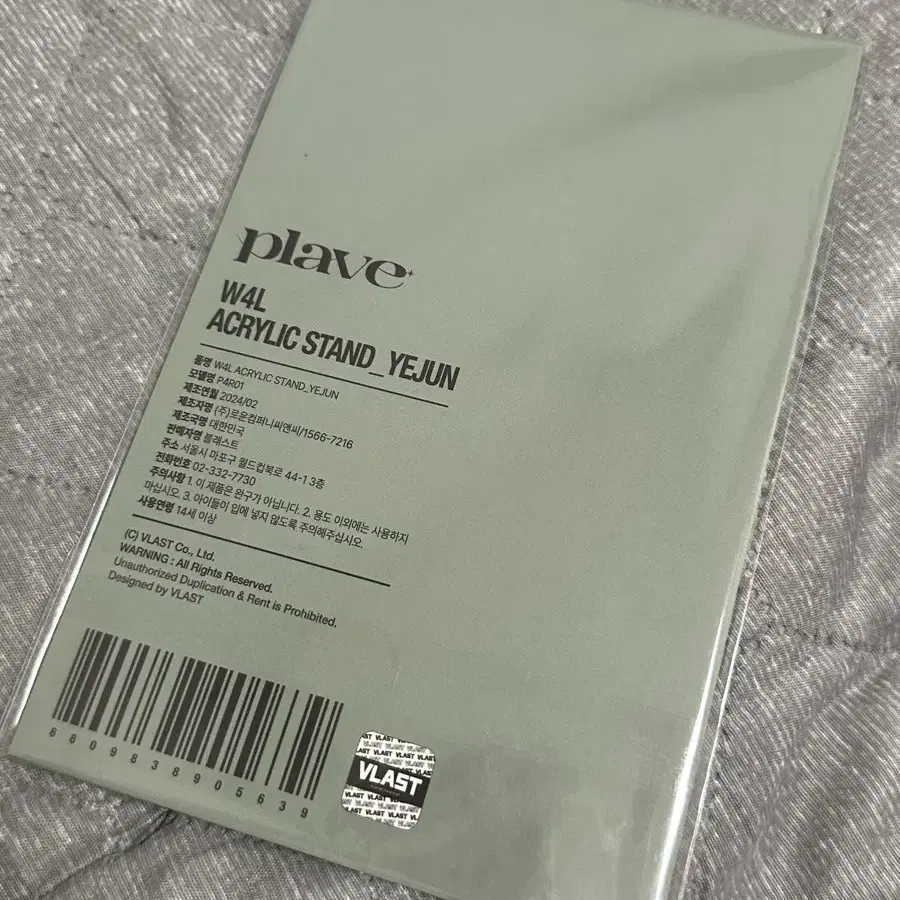 plave
W4L
ACRYLIC STAND_YEJUN
품명 W4L ACRYLIC STAND_YEJUN
모델명 P4R01
제조연월 2024/02
제조자명 (주)로운컴퍼니씨앤씨/1566-7216
제조국명 대한민국
판매자명 블래스트
주소 서울시 마포구 월드컵북로 44-1 3층
전화번호 02-332-7730
주의사항 1. 이 제품은 완구가 아닙니다. 2. 용도 이외에는 사용하지
마십시오. 3. 아이들이 입에 넣지 않도록 주의해주십시오.
사용연령 14세 이상
(C) VLAST Co., Ltd.
WARNING : All Rights Reserved.
Unauthorized Duplication & Rent is Prohibited.
Designed by VLAST
8809838905639
VLAST